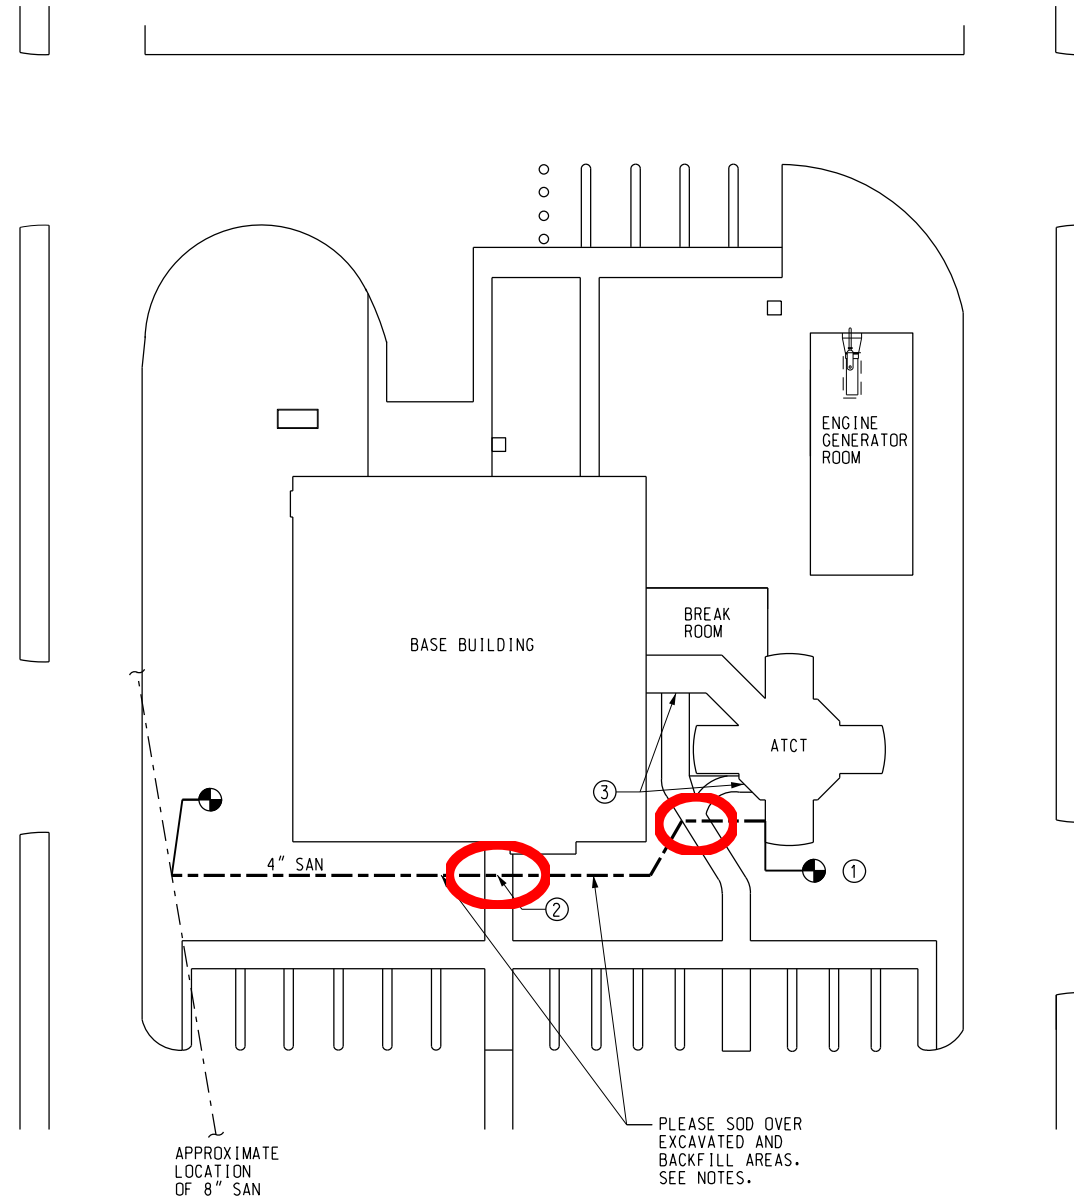 ENGINE
GENERATOR
ROOM
BREAK
ROOM
BASE BUILDING
ATCT
3
4" SAN
1
2
PLEASE SOD OVER
EXCAVATED AND
BACKFILL AREAS.
SEE NOTES.
APPROXIMATE
LOCATION
OF 8" SAN